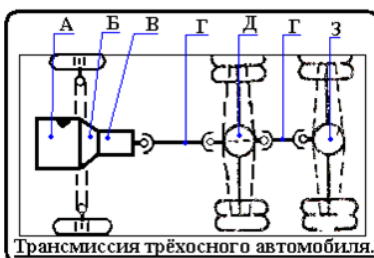 А Б В Г Д Г З
Трансмиссия трёхосного автомобиля.